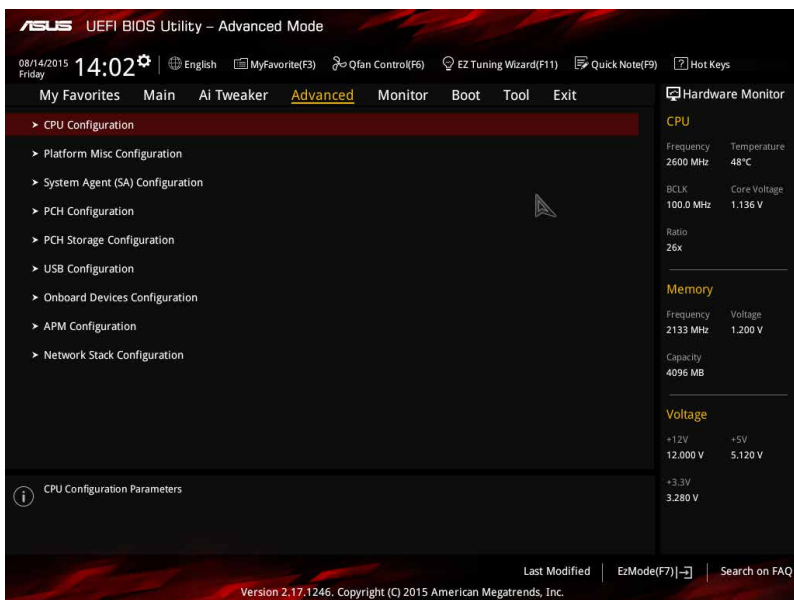 ASUS UEFI BIOS Utility – Advanced Mode
08/14/2015 Friday 14:02 English MyFavorite(F3) Qfan Control(F6) EZ Tuning Wizard(F11) Quick Note(F9) ? Hot Keys
My Favorites Main Ai Tweaker Advanced Monitor Boot Tool Exit
> CPU Configuration
> Platform Misc Configuration
> System Agent (SA) Configuration
> PCH Configuration
> PCH Storage Configuration
> USB Configuration
> Onboard Devices Configuration
> APM Configuration
> Network Stack Configuration
i CPU Configuration Parameters
Hardware Monitor
CPU
Frequency Temperature
2600 MHz 48°C
BCLK Core Voltage
100.0 MHz 1.136 V
Ratio
26x
Memory
Frequency Voltage
2133 MHz 1.200 V
Capacity
4096 MB
Voltage
+12V +5V
12.000 V 5.120 V
+3.3V
3.280 V
Last Modified EzMode(F7) Search on FAQ
Version 2.17.1246. Copyright (C) 2015 American Megatrends, Inc.